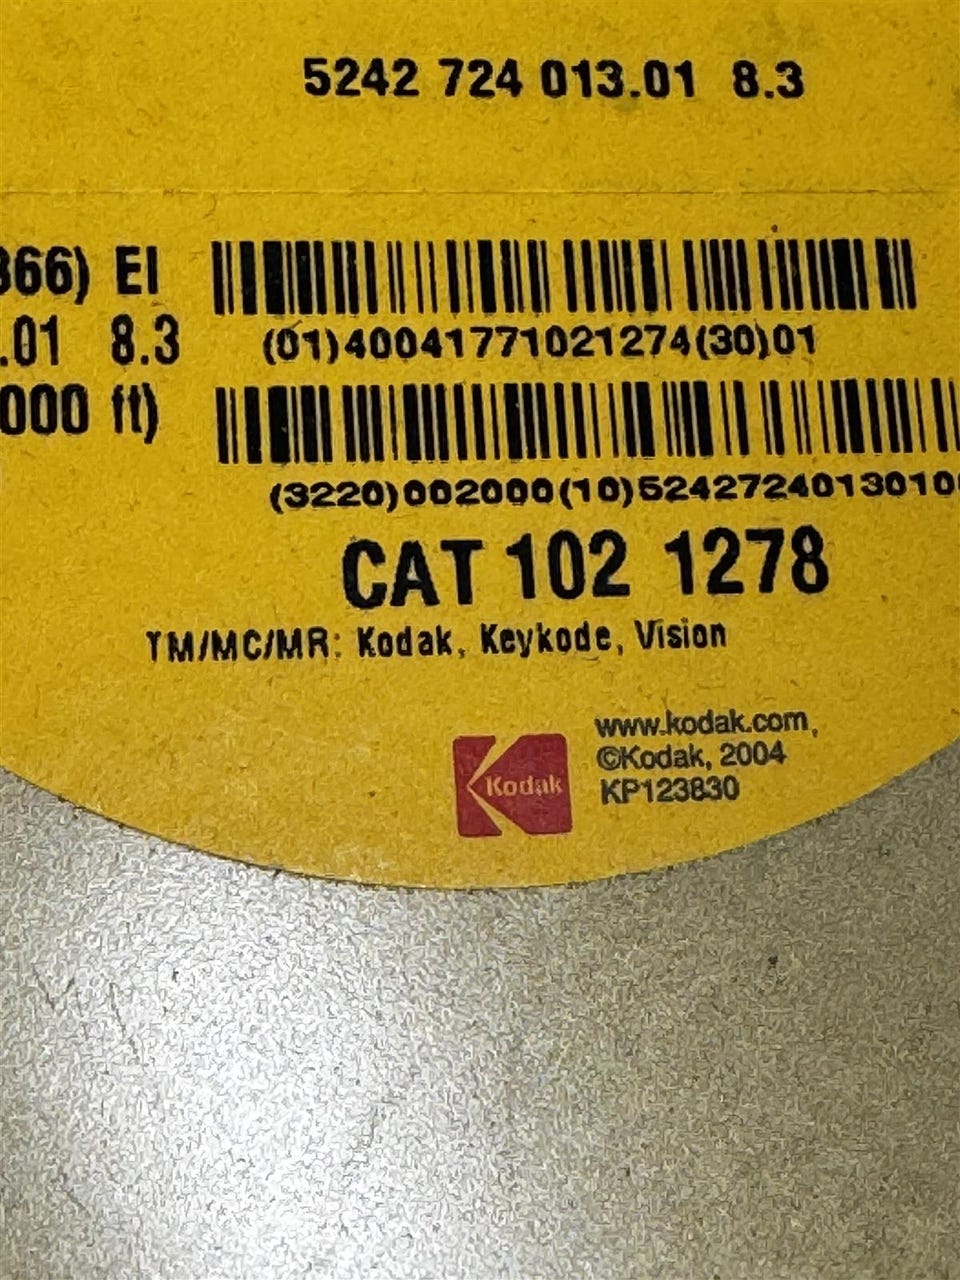 5242 724 013.01 8.3
366) EI
(01)40041771021274(30)01
.01 8.3
000 ft)
(3220)002000(10)5242724013010
CAT 102 1278
TM/MC/MR: Kodak, Keykode, Vision
Kodak
www.kodak.com,
©Kodak, 2004
KP123830